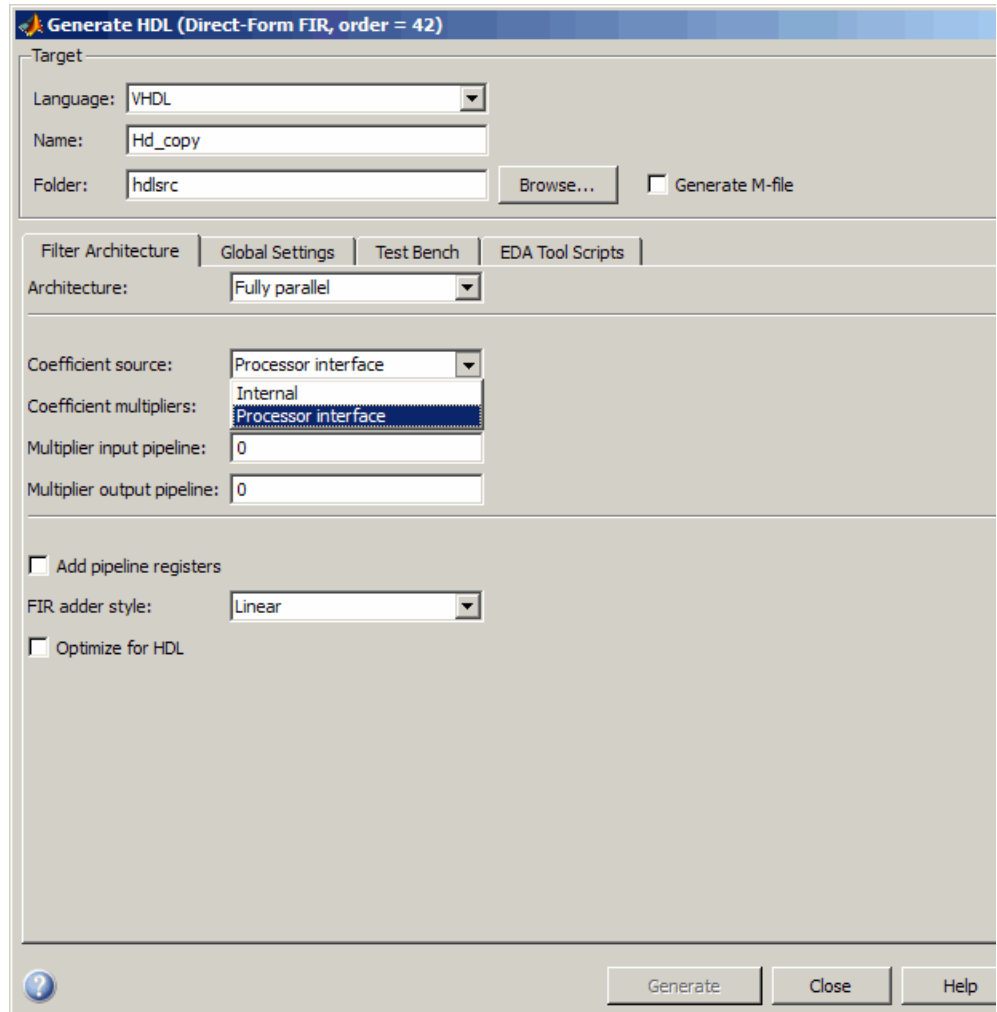 Generate HDL (Direct-Form FIR, order = 42)
Target
Language: VHDL
Name: Hd_copy
Folder: hdlsrc Browse... Generate M-file
Filter Architecture Global Settings Test Bench EDA Tool Scripts
Architecture: Fully parallel
Coefficient source: Processor interface
Internal
Coefficient multipliers: Processor interface
Multiplier input pipeline: 0
Multiplier output pipeline: 0
Add pipeline registers
FIR adder style: Linear
Optimize for HDL
? Generate Close Help